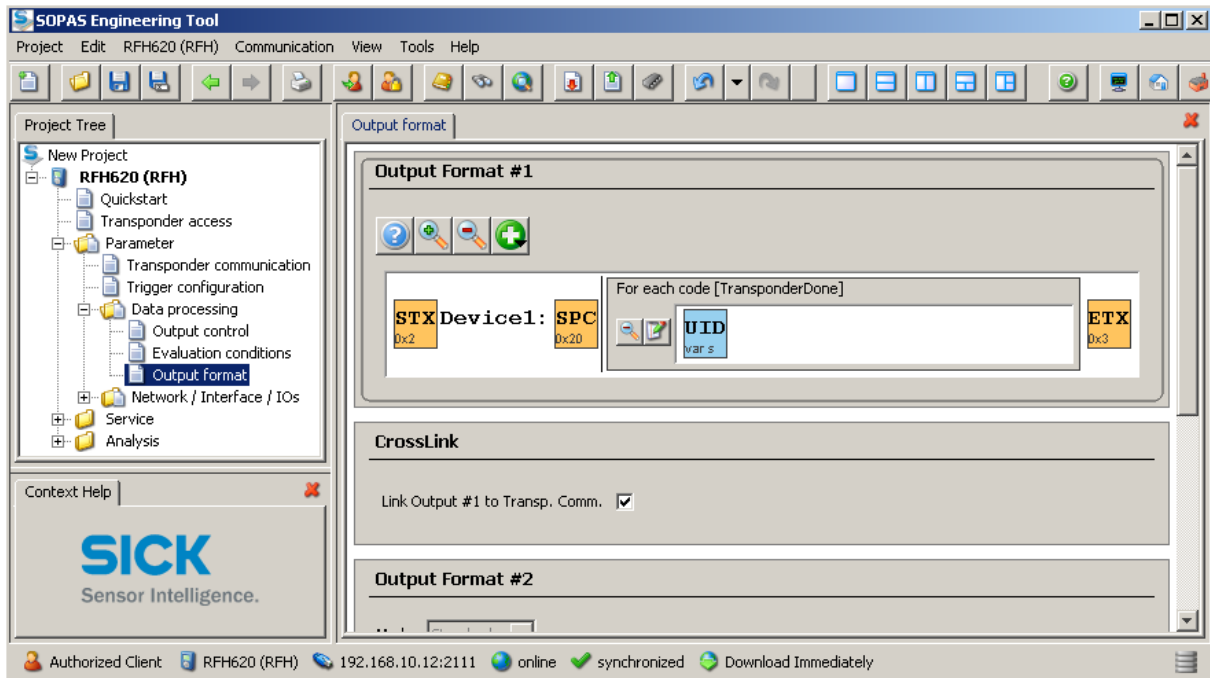 SOPAS Engineering Tool
Project Edit RFH620 (RFH) Communication View Tools Help
Project Tree
New Project
RFH620 (RFH)
Quickstart
Transponder access
Parameter
Transponder communication
Trigger configuration
Data processing
Output control
Evaluation conditions
Output format
Network / Interface / IOs
Service
Analysis
Context Help
SICK
Sensor Intelligence.
Output format
Output Format #1
For each code [TransponderDone]
STX Device1: SPC UID ETX
0x2 0x20 var s 0x3
CrossLink
Link Output #1 to Transp. Comm.
Output Format #2
Authorized Client RFH620 (RFH) 192.168.10.12:2111 online synchronized Download Immediately